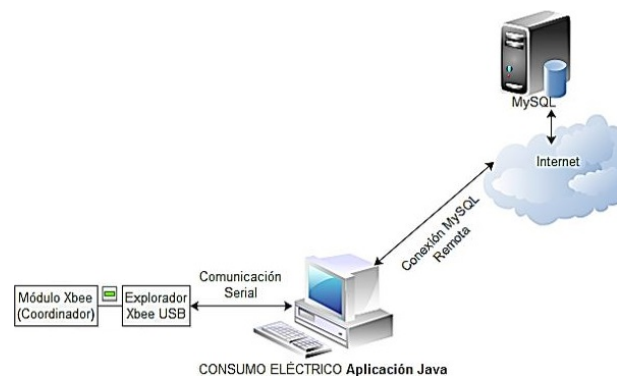 MySQL
Internet
Conexión MySQL
Remota
Comunicación
Serial
Módulo Xbee
(Coordinador)
Explorador
Xbee USB
CONSUMO ELÉCTRICO Aplicación Java